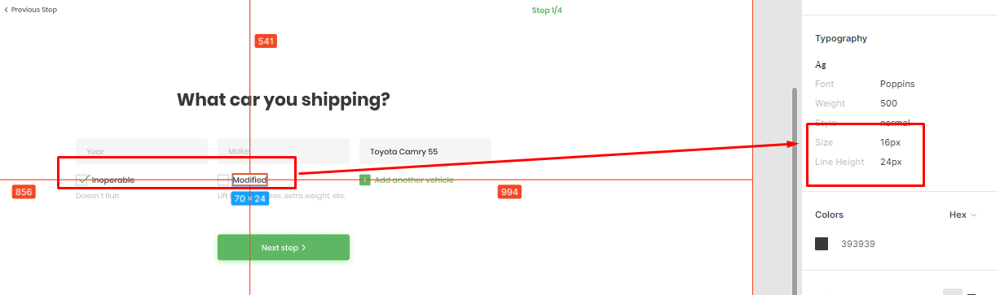 Previous Step
Step 1/4
541
What car you shipping?
Year
Make
Toyota Camry 55
Inoperable
Modified
Add another vehicle
856
994
Doesn't Run
Lift res, extra weight, ets.
70 × 24
Next step
Typography
Ag
Font Poppins
Weight 500
Style normal
Size 16px
Line Height 24px
Colors
Hex
393939